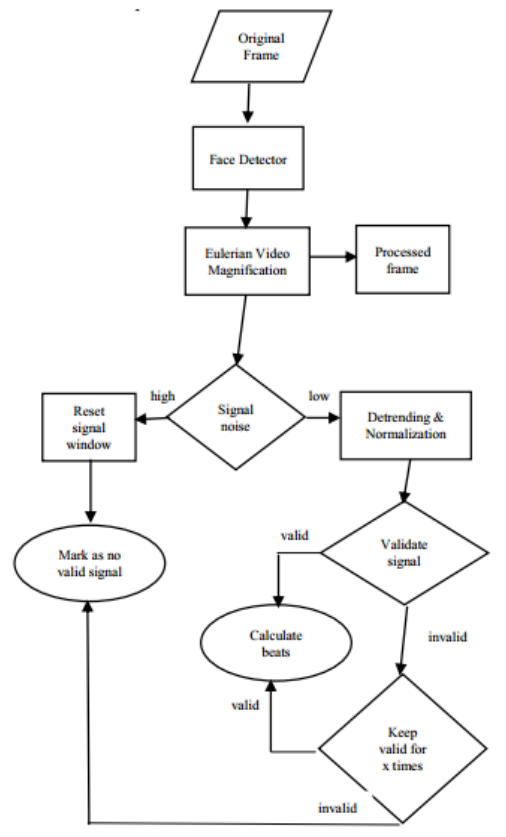 Original
Frame
Face Detector
Eulerian Video
Magnification
Processed
frame
high
Signal
noise
low
Reset
signal
window
Detrending &
Normalization
Mark as no
valid signal
valid
Validate
signal
Calculate
beats
invalid
valid
Keep
valid for
x times
invalid